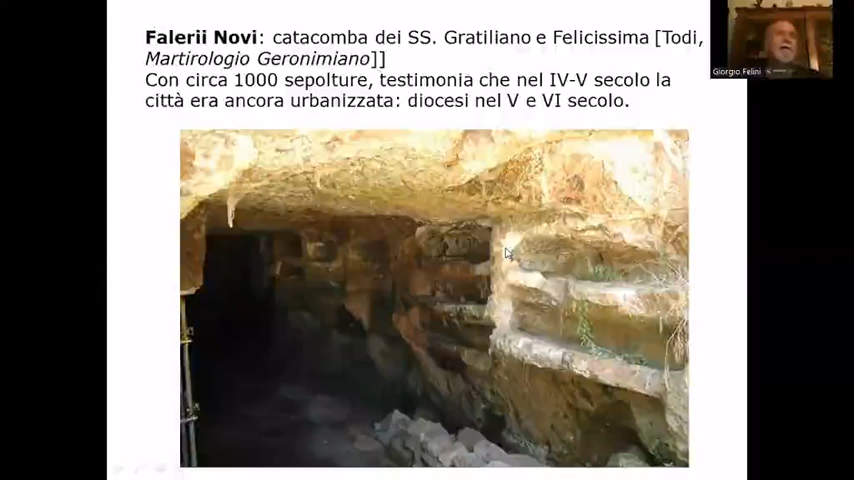 Falerii Novi: catacomba dei SS. Gratiliano e Felicissima [Todi,
Martirologio Geronimiano]]
Con circa 1000 sepolture, testimonia che nel IV-V secolo la
città era ancora urbanizzata: diocesi nel V e VI secolo.
Giorgio Felini